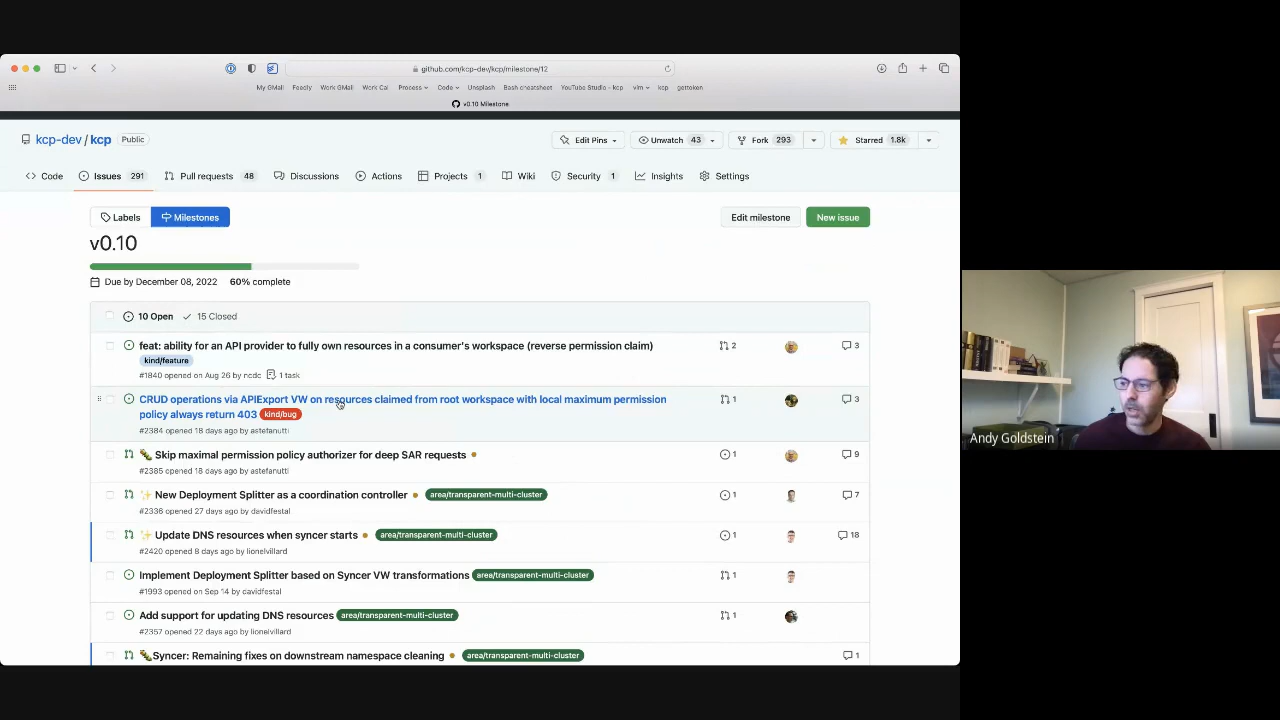 github.com/kcp-dev/kcp/milestone/12
My GMail Feedly Work GMail Work Cal Process Code Unsplash Bash cheatsheet YouTube Studio - kcp vim kcp gettoken
v0.10 Milestone
kcp-dev / kcp Public
Edit Pins Unwatch 43 Fork 293 Starred 1.8k
Code Issues 291 Pull requests 48 Discussions Actions Projects 1 Wiki Security 1 Insights Settings
Labels Milestones Edit milestone New issue
v0.10
Due by December 08, 2022 60% complete
10 Open 15 Closed
feat: ability for an API provider to fully own resources in a consumer's workspace (reverse permission claim) 2 3
kind/feature
#1840 opened on Aug 26 by ncdc 1 task
CRUD operations via APIExport VW on resources claimed from root workspace with local maximum permission 1 3
policy always return 403 kind/bug
#2384 opened 18 days ago by astefanutti
Skip maximal permission policy authorizer for deep SAR requests 1 9
#2385 opened 18 days ago by astefanutti
New Deployment Splitter as a coordination controller area/transparent-multi-cluster 1 7
#2336 opened 27 days ago by davidfestal
Update DNS resources when syncer starts area/transparent-multi-cluster 1 18
#2420 opened 8 days ago by lionelvillard
Implement Deployment Splitter based on Syncer VW transformations area/transparent-multi-cluster 1
#1993 opened on Sep 14 by davidfestal
Add support for updating DNS resources area/transparent-multi-cluster 1
#2357 opened 22 days ago by lionelvillard
Syncer: Remaining fixes on downstream namespace cleaning area/transparent-multi-cluster 1
Andy Goldstein